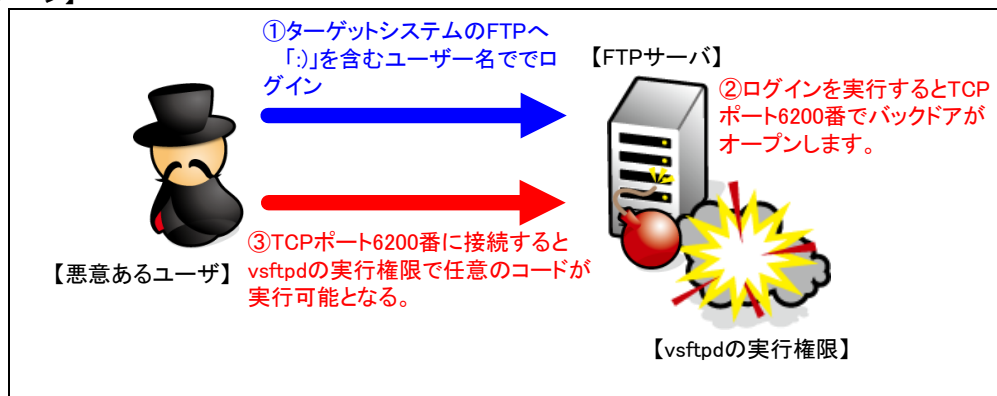 ①ターゲットシステムのFTPへ
「:)」を含むユーザー名ででロ
グイン
【FTPサーバ】
②ログインを実行するとTCP
ポート6200番でバックドアが
オープンします。
③TCPポート6200番に接続すると
vsftpdの実行権限で任意のコードが
実行可能となる。
【悪意あるユーザ】
【vsftpdの実行権限】